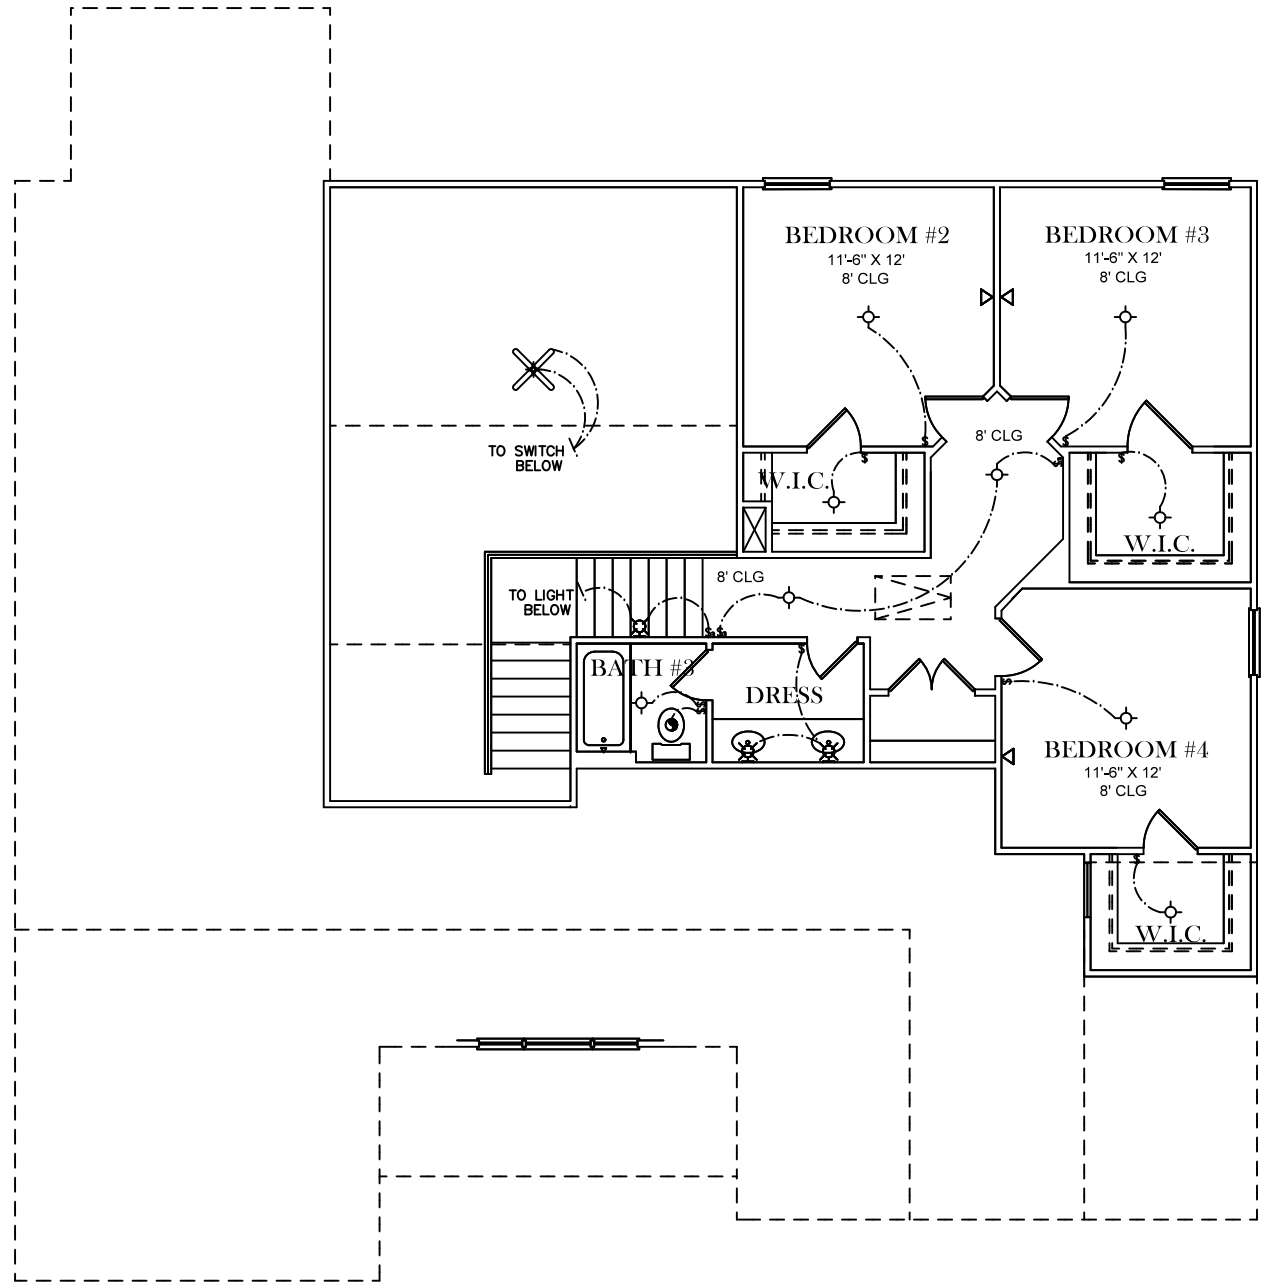 BEDROOM #2
11'-6" X 12'
8' CLG
BEDROOM #3
11'-6" X 12'
8' CLG
TO SWITCH
BELOW
8' CLG
W.I.C.
W.I.C.
8' CLG
TO LIGHT
BELOW
BATH #3
DRESS
BEDROOM #4
11'-6" X 12'
8' CLG
W.I.C.
$
$
$
$
$
$
$
$
$
$
$
$